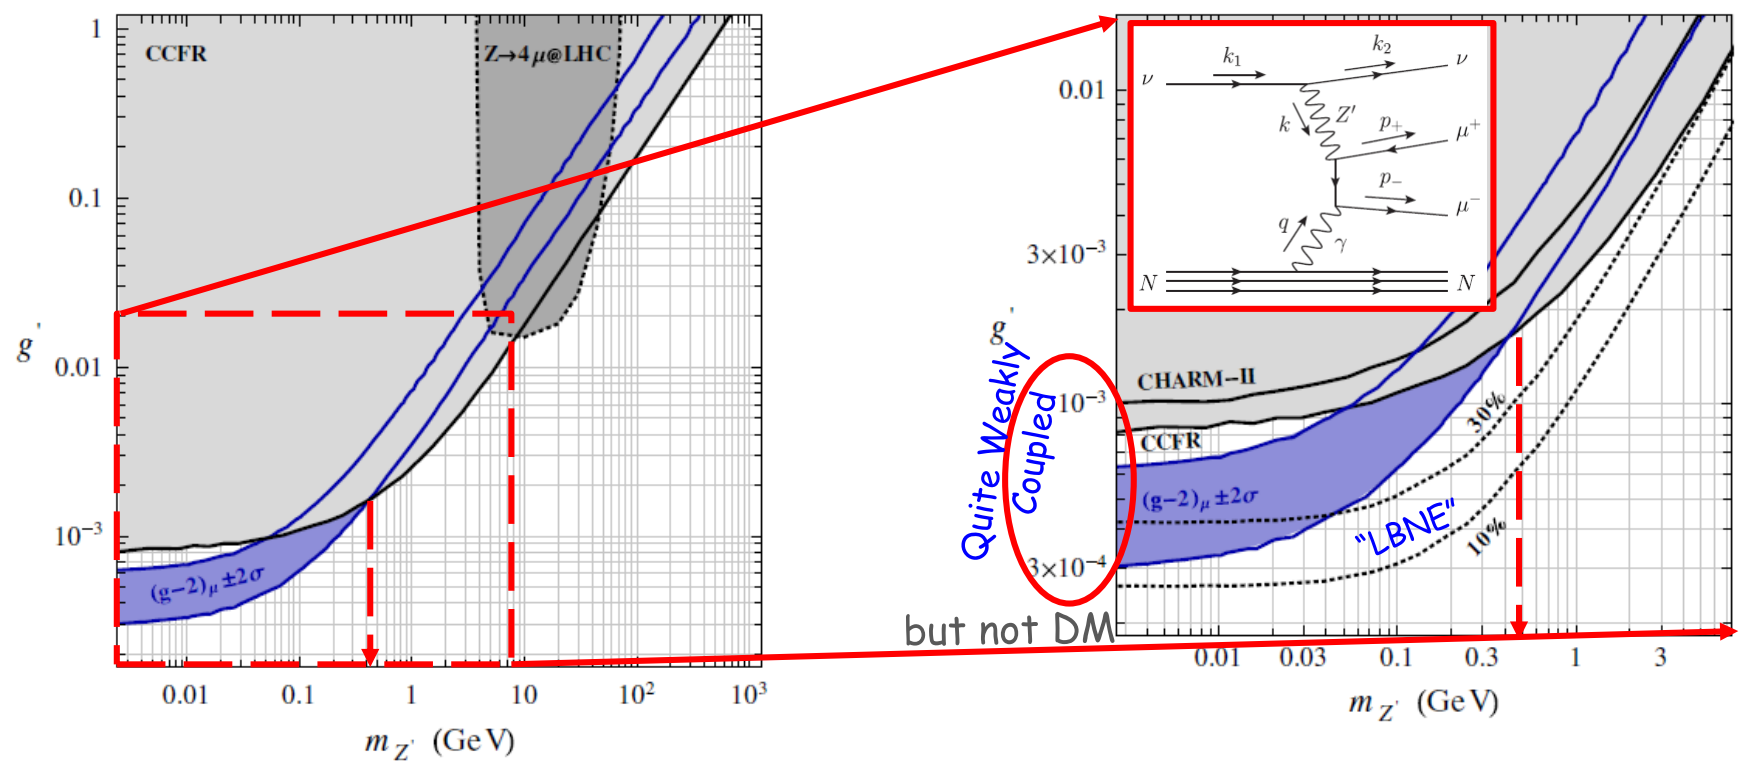 CCFR
Z→4μ@LHC
(g−2)μ ±2σ
1
0.1
0.01
10⁻³
g'
0.01
0.1
1
10
10²
10³
m Z' (GeV)
k₁
k₂
ν
ν
k
Z'
p₊
μ⁺
p₋
μ⁻
q
γ
N
N
0.01
3×10⁻³
g'
10⁻³
3×10⁻⁴
Quite Weakly
Coupled
but not DM
CHARM−II
CCFR
(g−2)μ ±2σ
30%
"LBNE"
10%
0.01
0.03
0.1
0.3
1
3
m Z' (GeV)